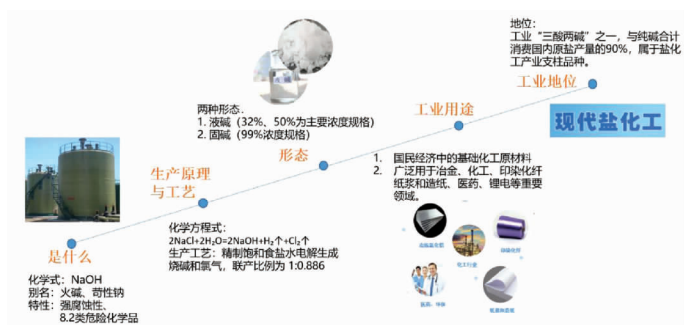 是什么
化学式：NaOH
别名：火碱、苛性钠
特性：强腐蚀性、
8.2类危险化学品
生产原理
与工艺
化学方程式：
2NaCl+2H₂O=2NaOH+H₂↑+Cl₂↑
生产工艺：精制饱和食盐水电解生成
烧碱和氯气，联产比例为 1:0.886
两种形态：
1. 液碱（32%、50%为主要浓度规格）
2. 固碱（99%浓度规格）
形态
工业用途
1. 国民经济中的基础化工原材料
2. 广泛用于冶金、化工、印染化纤
纸浆和造纸、医药、锂电等重要
领域。
电工行业
地位：
工业“三酸两碱”之一，与纯碱合计
消费国内原盐产量的90%，属于盐化
工产业支柱品种。
工业地位
现代盐化工